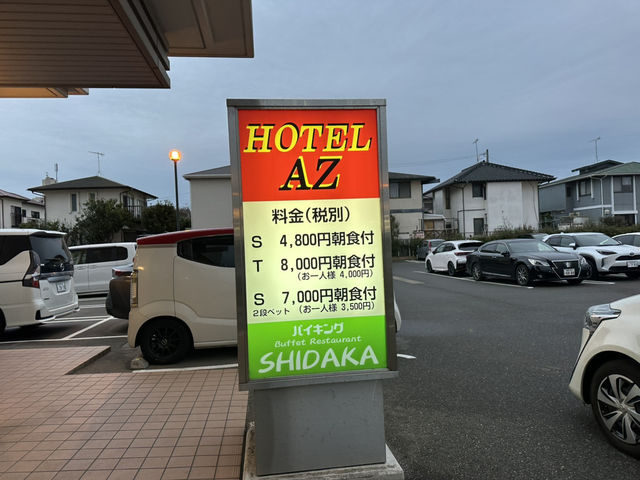 HOTEL
AZ
料金(税別)
S 4,800円朝食付
T 8,000円朝食付
(お一人様 4,000円)
S 7,000円朝食付
2段ベット (お一人様 3,500円)
バイキング
Buffet Restaurant
SHIDAKA